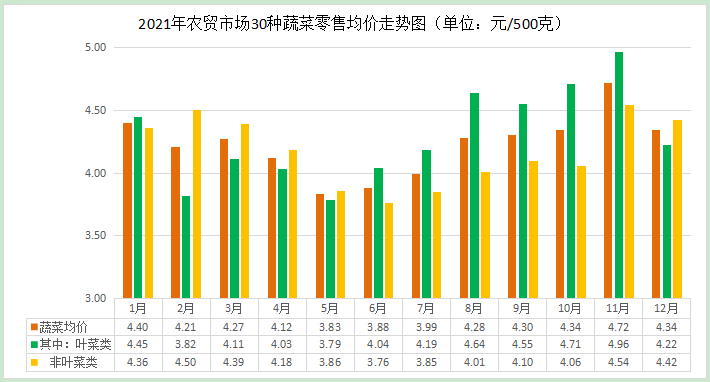 2021年农贸市场30种蔬菜零售均价走势图（单位：元/500克）
5.00
4.50
4.00
3.50
3.00
1月 2月 3月 4月 5月 6月 7月 8月 9月 10月 11月 12月
蔬菜均价 4.40 4.21 4.27 4.12 3.83 3.88 3.99 4.28 4.30 4.34 4.72 4.34
其中：叶菜类 4.45 3.82 4.11 4.03 3.79 4.04 4.19 4.64 4.55 4.71 4.96 4.22
非叶菜类 4.36 4.50 4.39 4.18 3.86 3.76 3.85 4.01 4.10 4.06 4.54 4.42